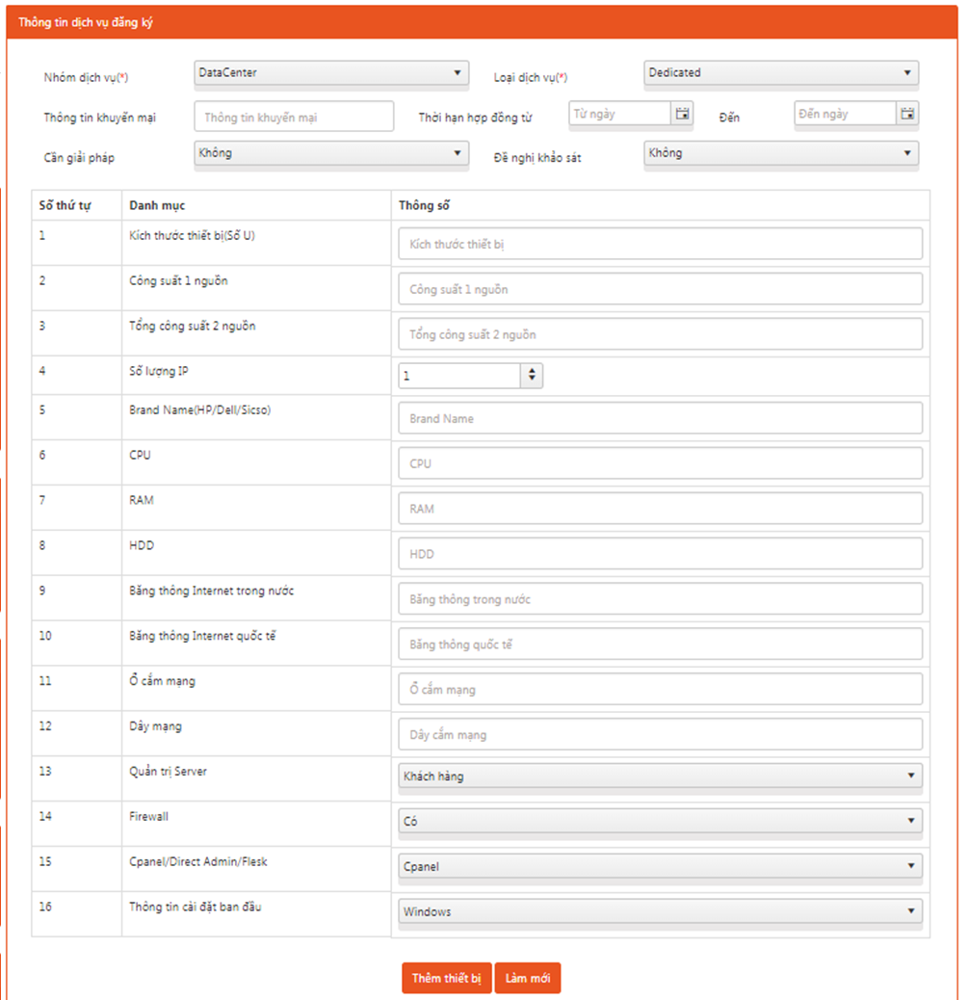 Thông tin dịch vụ đăng ký
Nhóm dịch vụ(*) DataCenter Loại dịch vụ(*) Dedicated
Thông tin khuyến mại Thông tin khuyến mại Thời hạn hợp đồng từ Từ ngày Đến Đến ngày
Cần giải pháp Không Đề nghị khảo sát Không
Số thứ tự Danh mục Thông số
1 Kích thước thiết bị(Số U) Kích thước thiết bị
2 Công suất 1 nguồn Công suất 1 nguồn
3 Tổng công suất 2 nguồn Tổng công suất 2 nguồn
4 Số lượng IP 1
5 Brand Name(HP/Dell/Sicso) Brand Name
6 CPU CPU
7 RAM RAM
8 HDD HDD
9 Băng thông Internet trong nước Băng thông trong nước
10 Băng thông Internet quốc tế Băng thông quốc tế
11 Ổ cắm mạng Ổ cắm mạng
12 Dây mạng Dây cắm mạng
13 Quản trị Server Khách hàng
14 Firewall Có
15 Cpanel/Direct Admin/Flesk Cpanel
16 Thông tin cài đặt ban đầu Windows
Thêm thiết bị Làm mới